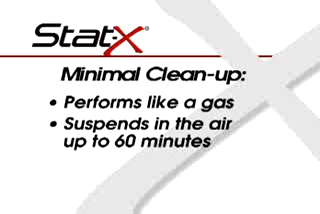 Stat-X®
Minimal Clean-up:
• Performs like a gas
• Suspends in the air
up to 60 minutes